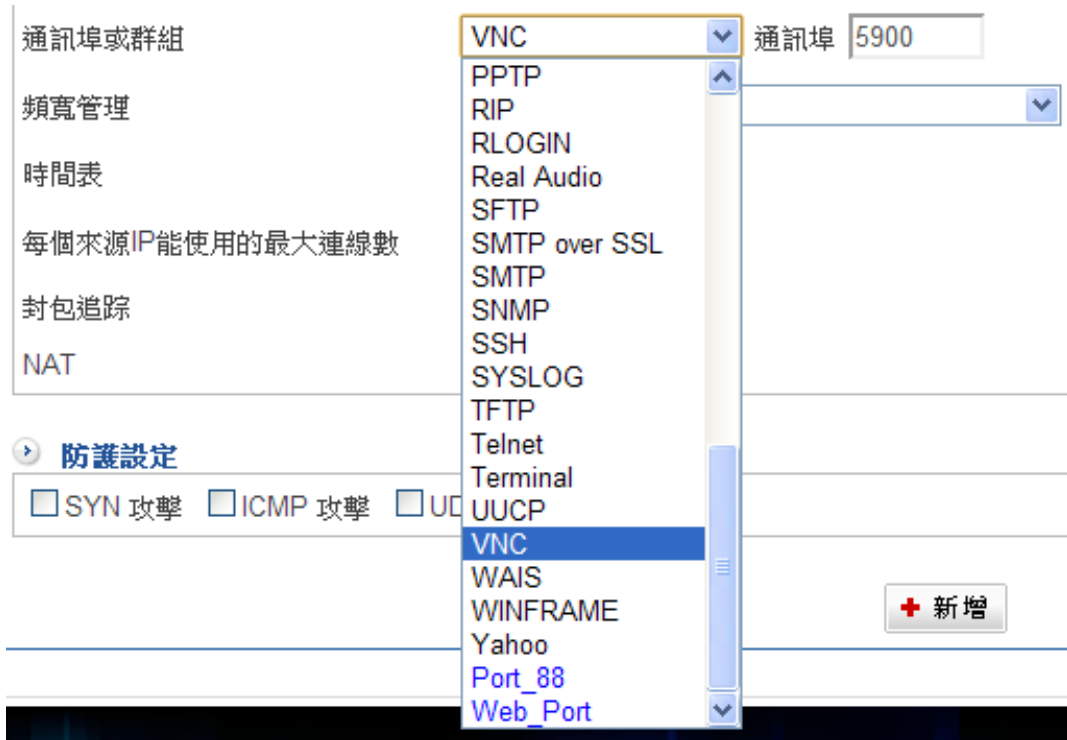 通訊埠或群組 VNC 通訊埠 5900
PPTP
頻寬管理
RIP
RLOGIN
時間表
Real Audio
SFTP
每個來源IP能使用的最大連線數
SMTP over SSL
SMTP
封包追踪
SNMP
SSH
NAT
SYSLOG
TFTP
Telnet
防護設定
Terminal
SYN 攻擊 ICMP 攻擊
UUCP
VNC
WAIS
WINFRAME
新增
Yahoo
Port_88
Web_Port